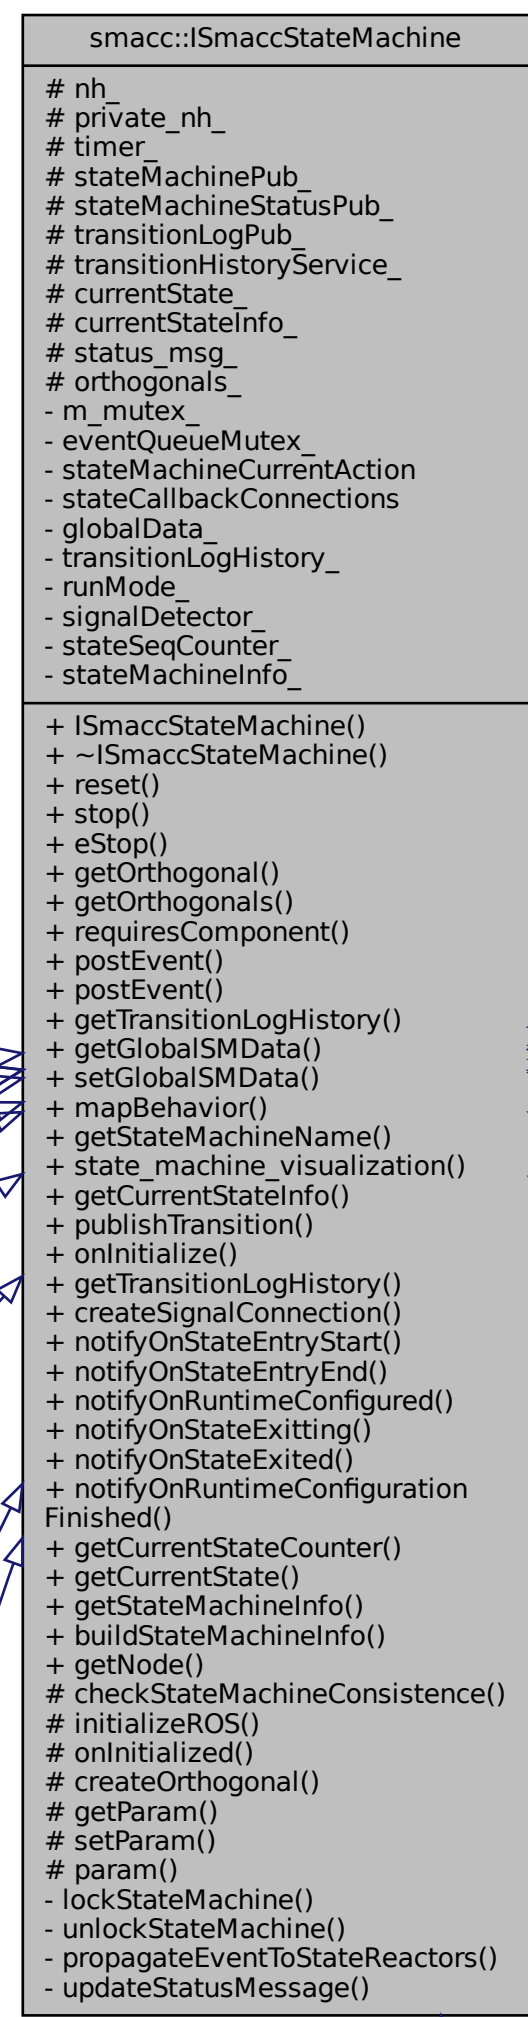 smacc::ISmaccStateMachine
# nh_
# private_nh_
# timer_
# stateMachinePub_
# stateMachineStatusPub_
# transitionLogPub_
# transitionHistoryService_
# currentState_
# currentStateInfo_
# status_msg_
# orthogonals_
- m_mutex_
- eventQueueMutex_
- stateMachineCurrentAction
- stateCallbackConnections
- globalData_
- transitionLogHistory_
- runMode_
- signalDetector_
- stateSeqCounter_
- stateMachineInfo_
+ ISmaccStateMachine()
+ ~ISmaccStateMachine()
+ reset()
+ stop()
+ eStop()
+ getOrthogonal()
+ getOrthogonals()
+ requiresComponent()
+ postEvent()
+ postEvent()
+ getTransitionLogHistory()
+ getGlobalSMData()
+ setGlobalSMData()
+ mapBehavior()
+ getStateMachineName()
+ state_machine_visualization()
+ getCurrentStateInfo()
+ publishTransition()
+ onInitialize()
+ getTransitionLogHistory()
+ createSignalConnection()
+ notifyOnStateEntryStart()
+ notifyOnStateEntryEnd()
+ notifyOnRuntimeConfigured()
+ notifyOnStateExitting()
+ notifyOnStateExited()
+ notifyOnRuntimeConfiguration
Finished()
+ getCurrentStateCounter()
+ getCurrentState()
+ getStateMachineInfo()
+ buildStateMachineInfo()
+ getNode()
# checkStateMachineConsistence()
# initializeROS()
# onInitialized()
# createOrthogonal()
# getParam()
# setParam()
# param()
- lockStateMachine()
- unlockStateMachine()
- propagateEventToStateReactors()
- updateStatusMessage()